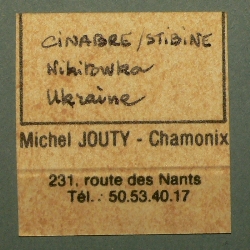 CINABRE/STIBINE
Nikitowka
Ukraine
Michel JOUTY - Chamonix
231, route des Nants
Tél. : 50.53.40.17